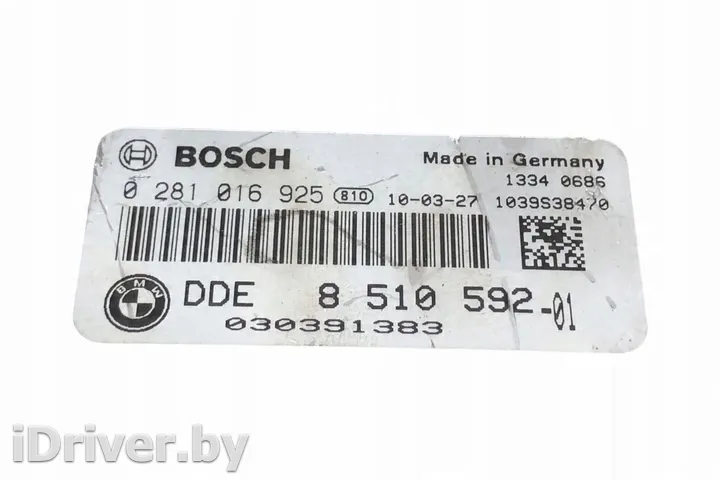 BOSCH
Made in Germany
1334 0686
0 281 016 925 810 10-03-27 1039S38470
BMW
DDE 8 510 592-01
030391383
iDriver.by